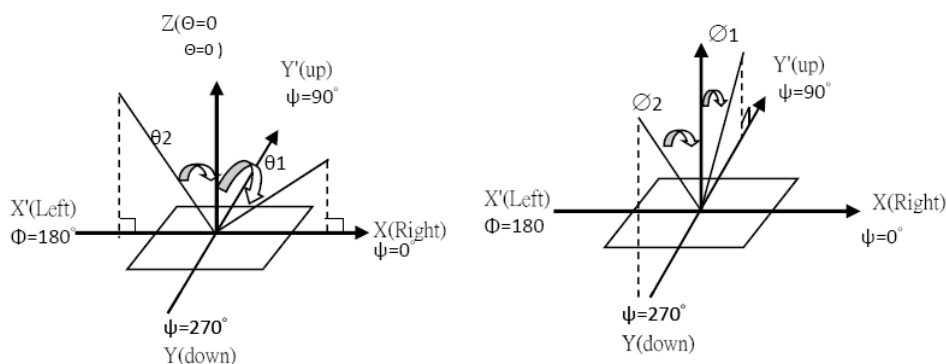 Z(Θ=0
Θ=0 )
Y'(up)
ψ=90°
θ2
θ1
X'(Left)
Φ=180°
X(Right)
ψ=0°
ψ=270°
Y(down)
∅1
Y'(up)
ψ=90°
∅2
X'(Left)
Φ=180
X(Right)
ψ=0°
ψ=270°
Y(down)